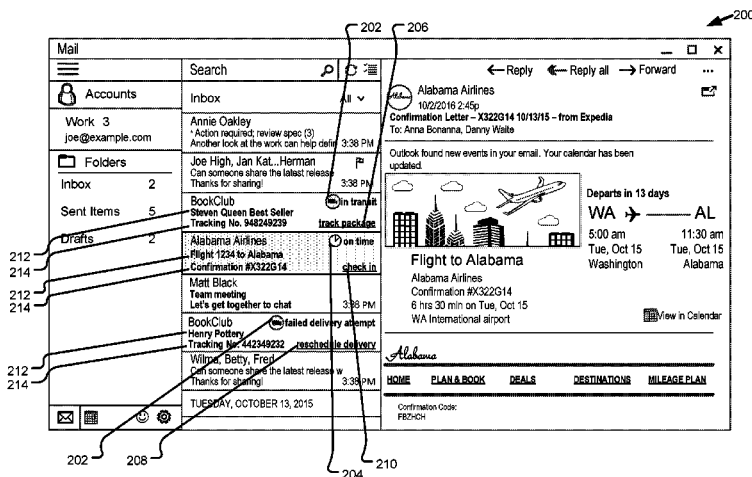 200
202
206
Mail
Search
Reply
Reply all
Forward
...
Accounts
Work 3
joe@example.com
Folders
Inbox 2
Sent Items 5
Drafts 2
Inbox
All
Annie Oakley
* Action required; review spec (3)
Another look at the work can help defin 3:38 PM
Joe High, Jan Kat...Herman
Can someone share the latest release
Thanks for sharing! 3:38 PM
BookClub in transit
Steven Queen Best Seller
Tracking No. 948249239 track package
Alabama Airlines on time
Flight 1234 to Alabama
Confirmation #X322G14 check in
Matt Black
Team meeting
Let's get together to chat 3:38 PM
BookClub failed delivery attempt
Henry Pottery
Tracking No. 442349232 reschedule delivery
Wilma, Betty, Fred
Can someone share the latest release w
Thanks for sharing! 3:38 PM
TUESDAY, OCTOBER 13, 2015
Alabama
Alabama Airlines
10/2/2016 2:45p
Confirmation Letter – X322G14 10/13/15 – from Expedia
To: Anna Bonanna, Danny Waite
Outlook found new events in your email. Your calendar has been
updated.
Departs in 13 days
WA AL
5:00 am 11:30 am
Tue, Oct 15 Tue, Oct 15
Washington Alabama
Flight to Alabama
Alabama Airlines
Confirmation #X322G14
6 hrs 30 min on Tue, Oct 15
WA International airport
View in Calendar
Alabama
HOME PLAN & BOOK DEALS DESTINATIONS MILEAGE PLAN
Confirmation Code:
FBZHCH
212
214
212
214
212
214
202
208
204
210